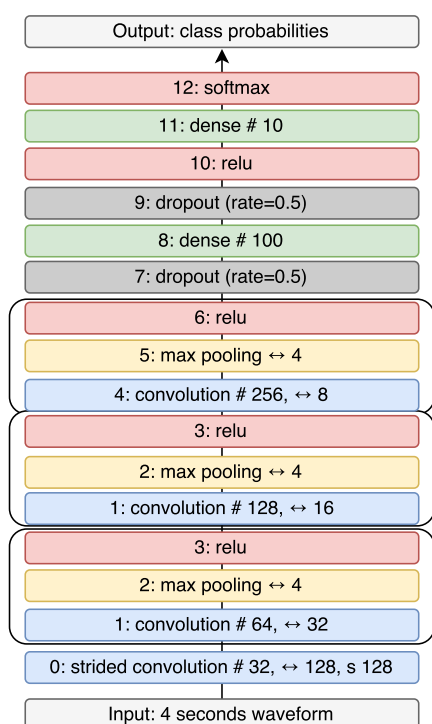 Output: class probabilities
12: softmax
11: dense # 10
10: relu
9: dropout (rate=0.5)
8: dense # 100
7: dropout (rate=0.5)
6: relu
5: max pooling ↔ 4
4: convolution # 256, ↔ 8
3: relu
2: max pooling ↔ 4
1: convolution # 128, ↔ 16
3: relu
2: max pooling ↔ 4
1: convolution # 64, ↔ 32
0: strided convolution # 32, ↔ 128, s 128
Input: 4 seconds waveform